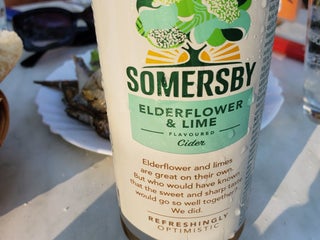 SOMERSBY
ELDERFLOWER
& LIME
FLAVOURED
Cider
Elderflower and limes
are great on their own.
But who would have known
that the sweet and sharp taste
would go so well together?
We did.
REFRESHINGLY
OPTIMISTIC